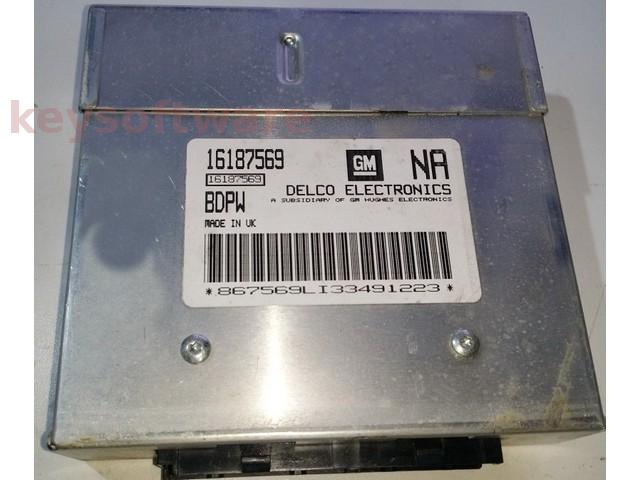 keysoftware
16187569 GM NA
16187569
DELCO ELECTRONICS
BDPW
A SUBSIDIARY OF GM HUGHES ELECTRONICS
MADE IN UK
*867569LI33491223*